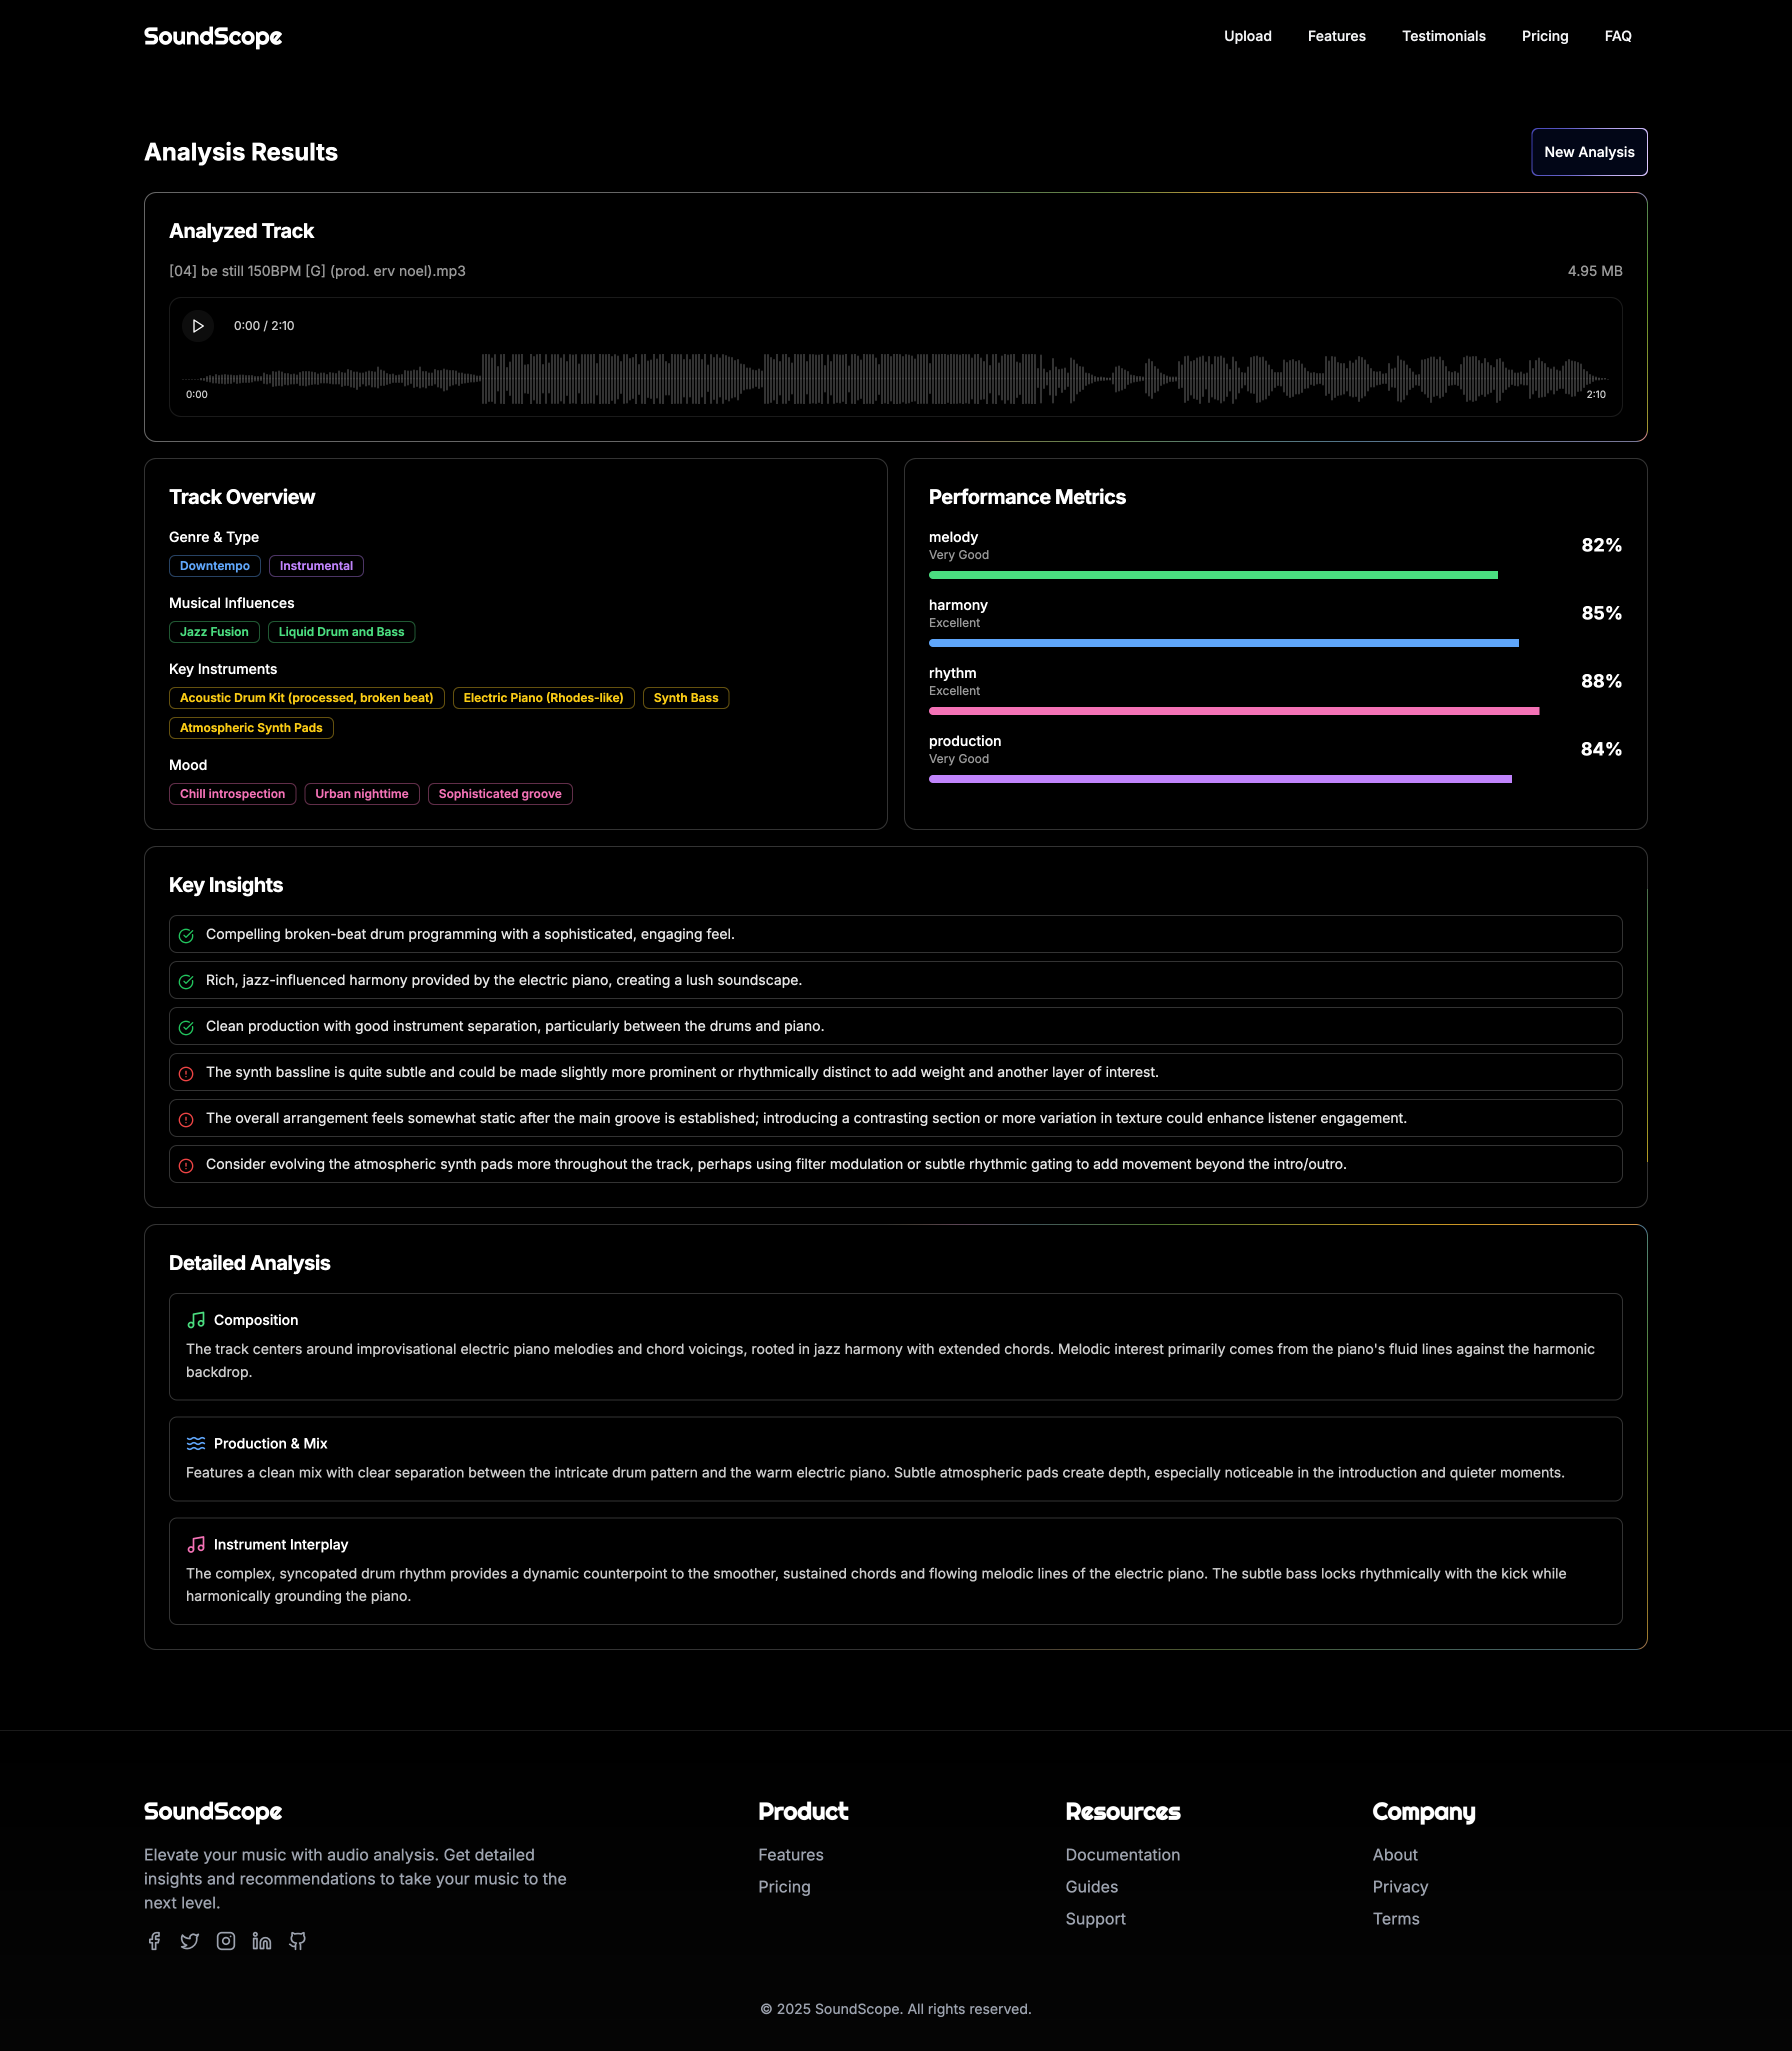 SoundScope
Upload Features Testimonials Pricing FAQ
Analysis Results
New Analysis
Analyzed Track
[04] be still 150BPM [G] (prod. erv noel).mp3
4.95 MB
0:00 / 2:10
0:00
2:10
Track Overview
Genre & Type
Downtempo Instrumental
Musical Influences
Jazz Fusion Liquid Drum and Bass
Key Instruments
Acoustic Drum Kit (processed, broken beat) Electric Piano (Rhodes-like) Synth Bass
Atmospheric Synth Pads
Mood
Chill introspection Urban nighttime Sophisticated groove
Performance Metrics
melody
Very Good
82%
harmony
Excellent
85%
rhythm
Excellent
88%
production
Very Good
84%
Key Insights
Compelling broken-beat drum programming with a sophisticated, engaging feel.
Rich, jazz-influenced harmony provided by the electric piano, creating a lush soundscape.
Clean production with good instrument separation, particularly between the drums and piano.
The synth bassline is quite subtle and could be made slightly more prominent or rhythmically distinct to add weight and another layer of interest.
The overall arrangement feels somewhat static after the main groove is established; introducing a contrasting section or more variation in texture could enhance listener engagement.
Consider evolving the atmospheric synth pads more throughout the track, perhaps using filter modulation or subtle rhythmic gating to add movement beyond the intro/outro.
Detailed Analysis
Composition
The track centers around improvisational electric piano melodies and chord voicings, rooted in jazz harmony with extended chords. Melodic interest primarily comes from the piano's fluid lines against the harmonic
backdrop.
Production & Mix
Features a clean mix with clear separation between the intricate drum pattern and the warm electric piano. Subtle atmospheric pads create depth, especially noticeable in the introduction and quieter moments.
Instrument Interplay
The complex, syncopated drum rhythm provides a dynamic counterpoint to the smoother, sustained chords and flowing melodic lines of the electric piano. The subtle bass locks rhythmically with the kick while
harmonically grounding the piano.
SoundScope
Elevate your music with audio analysis. Get detailed
insights and recommendations to take your music to the
next level.
Product
Features
Pricing
Resources
Documentation
Guides
Support
Company
About
Privacy
Terms
© 2025 SoundScope. All rights reserved.